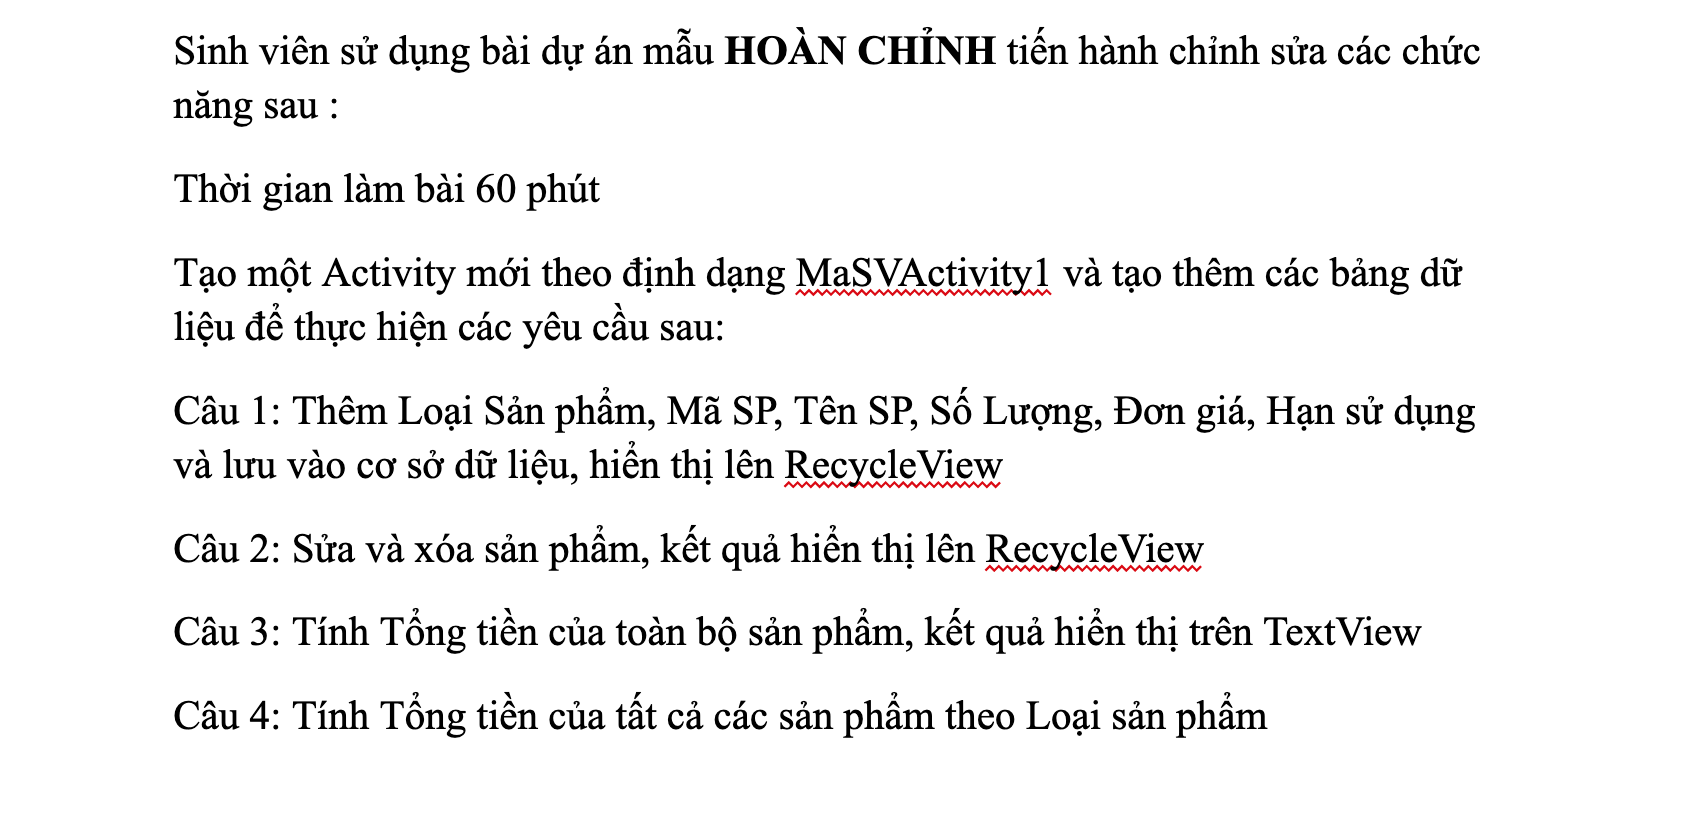 Sinh viên sử dụng bài dự án mẫu HOÀN CHỈNH tiến hành chỉnh sửa các chức
năng sau :
Thời gian làm bài 60 phút
Tạo một Activity mới theo định dạng MaSVActivity1 và tạo thêm các bảng dữ
liệu để thực hiện các yêu cầu sau:
Câu 1: Thêm Loại Sản phẩm, Mã SP, Tên SP, Số Lượng, Đơn giá, Hạn sử dụng
và lưu vào cơ sở dữ liệu, hiển thị lên RecycleView
Câu 2: Sửa và xóa sản phẩm, kết quả hiển thị lên RecycleView
Câu 3: Tính Tổng tiền của toàn bộ sản phẩm, kết quả hiển thị trên TextView
Câu 4: Tính Tổng tiền của tất cả các sản phẩm theo Loại sản phẩm